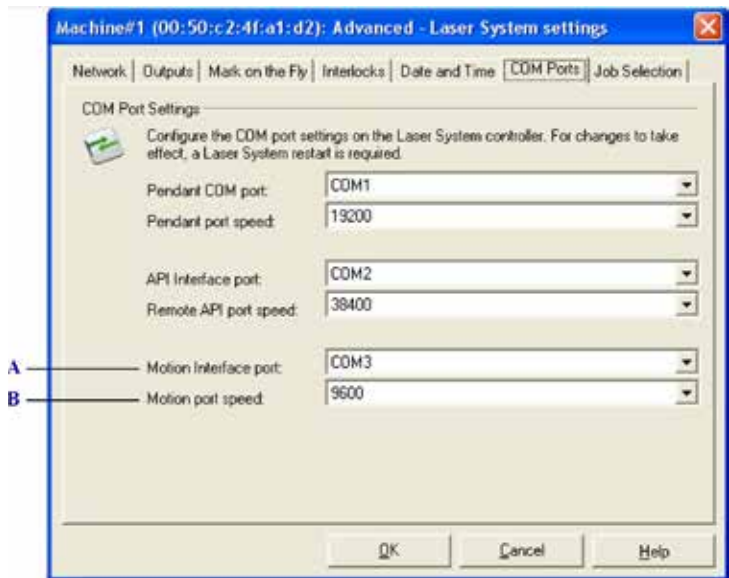 Machine#1 (00:50:c2:4f:a1:d2): Advanced - Laser System settings
Network Outputs Mark on the Fly Interlocks Date and Time COM Ports Job Selection
COM Port Settings
Configure the COM port settings on the Laser System controller. For changes to take
effect, a Laser System restart is required.
Pendant COM port: COM1
Pendant port speed: 19200
API Interface port: COM2
Remote API port speed: 38400
A Motion Interface port: COM3
B Motion port speed: 9600
OK Cancel Help